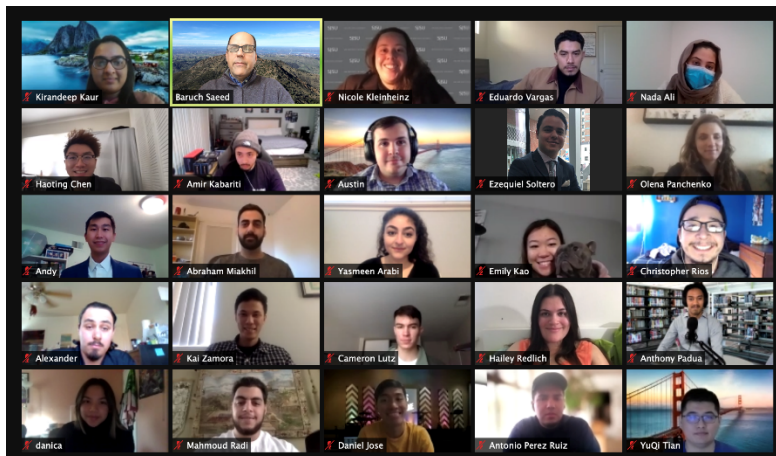 Kirandeep Kaur
Baruch Saeed
Nicole Kleinheinz
Eduardo Vargas
Nada Ali
Haoting Chen
Amir Kabariti
Austin
Ezequiel Soltero
Olena Panchenko
Andy
Abraham Miakhil
Yasmeen Arabi
Emily Kao
Christopher Rios
Alexander
Kai Zamora
Cameron Lutz
Hailey Redlich
Anthony Padua
danica
Mahmoud Radi
Daniel Jose
Antonio Perez Ruiz
YuQi Tian